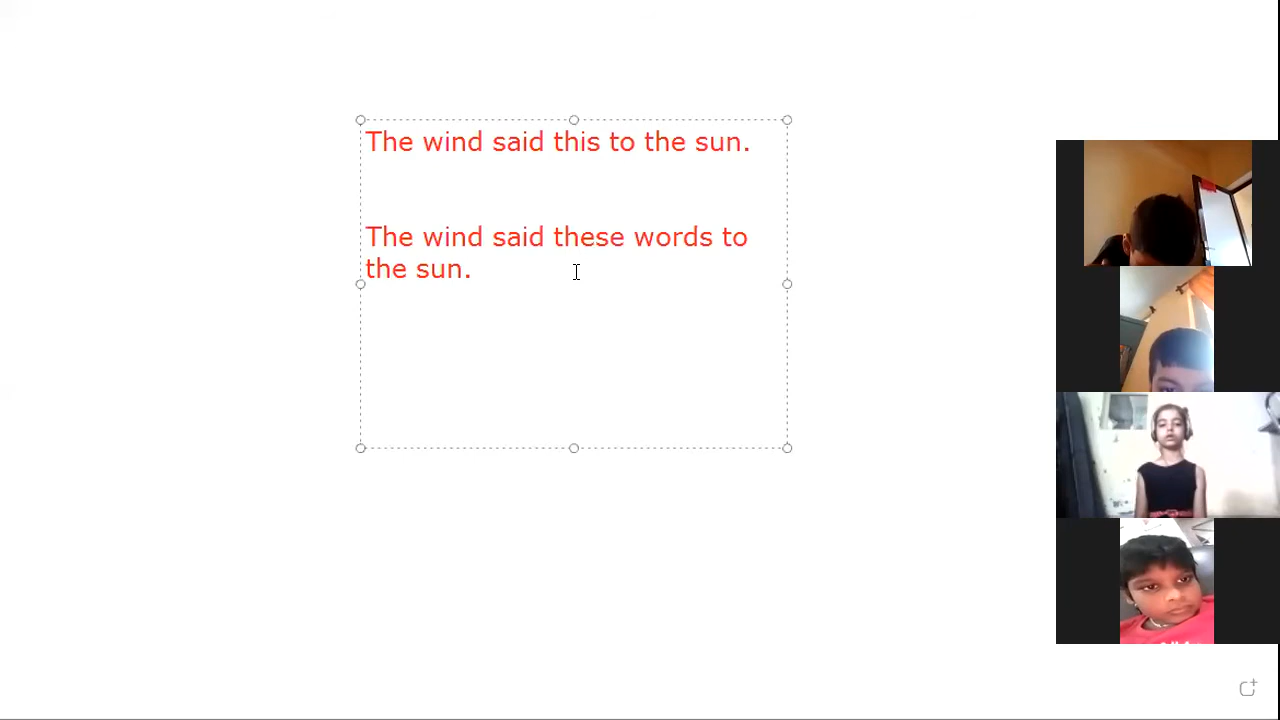 The wind said this to the sun.
The wind said these words to
the sun.